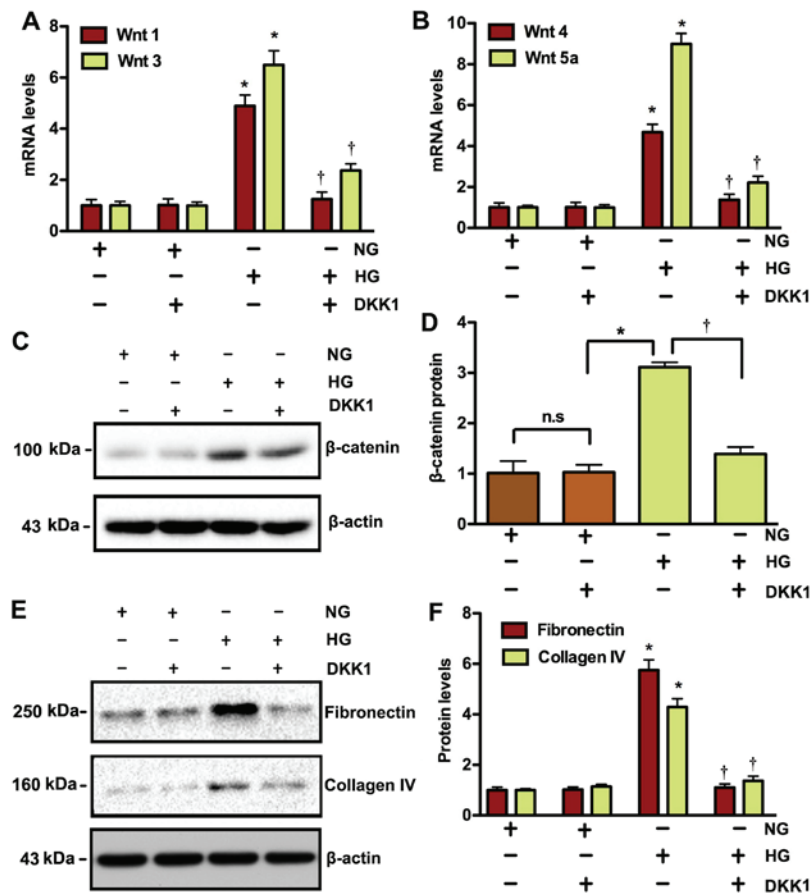 A
Wnt 1
Wnt 3
mRNA levels
8
6
4
2
0
* *
† †
+ + − − NG
− − + + HG
− + − + DKK1
B
Wnt 4
Wnt 5a
mRNA levels
10
8
6
4
2
0
* *
† †
+ + − − NG
− − + + HG
− + − + DKK1
C
+ + − − NG
− − + + HG
− + − + DKK1
100 kDa - β-catenin
43 kDa - β-actin
D
β-catenin protein
4
3
2
1
0
n.s
*
†
+ + − − NG
− − + + HG
− + − + DKK1
E
+ + − − NG
− − + + HG
− + − + DKK1
250 kDa - Fibronectin
160 kDa - Collagen IV
43 kDa - β-actin
F
Fibronectin
Collagen IV
Protein levels
8
6
4
2
0
* *
† †
+ + − − NG
− − + + HG
− + − + DKK1